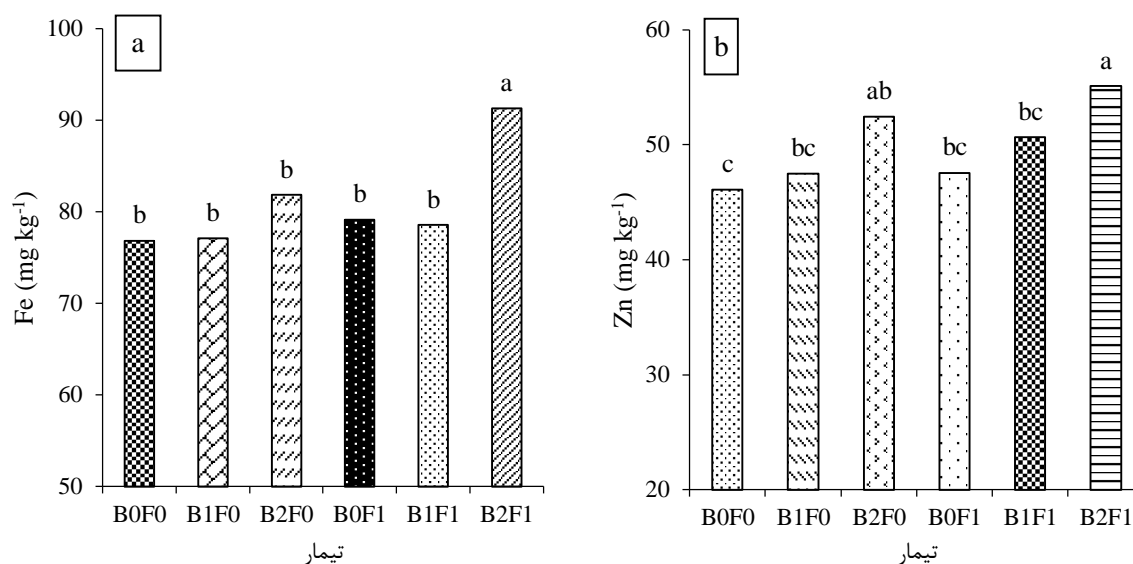 a
Fe (mg kg⁻¹)
100
90
80
70
60
50
b
b
b
b
b
a
B0F0 B1F0 B2F0 B0F1 B1F1 B2F1
تیمار
b
Zn (mg kg⁻¹)
60
50
40
30
20
c
bc
ab
bc
bc
a
B0F0 B1F0 B2F0 B0F1 B1F1 B2F1
تیمار